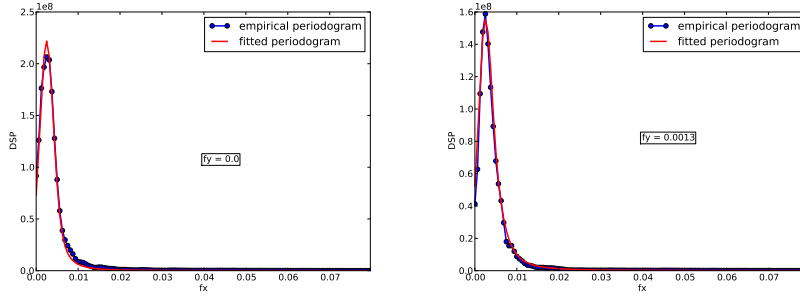 1e8
empirical periodogram
fitted periodogram
2.5
2.0
1.5
1.0
0.5
0.0
DSP
fy = 0.0
0.00 0.01 0.02 0.03 0.04 0.05 0.06 0.07
fx
1e8
empirical periodogram
fitted periodogram
1.6
1.4
1.2
1.0
0.8
0.6
0.4
0.2
0.0
DSP
fy = 0.0013
0.00 0.01 0.02 0.03 0.04 0.05 0.06 0.07
fx